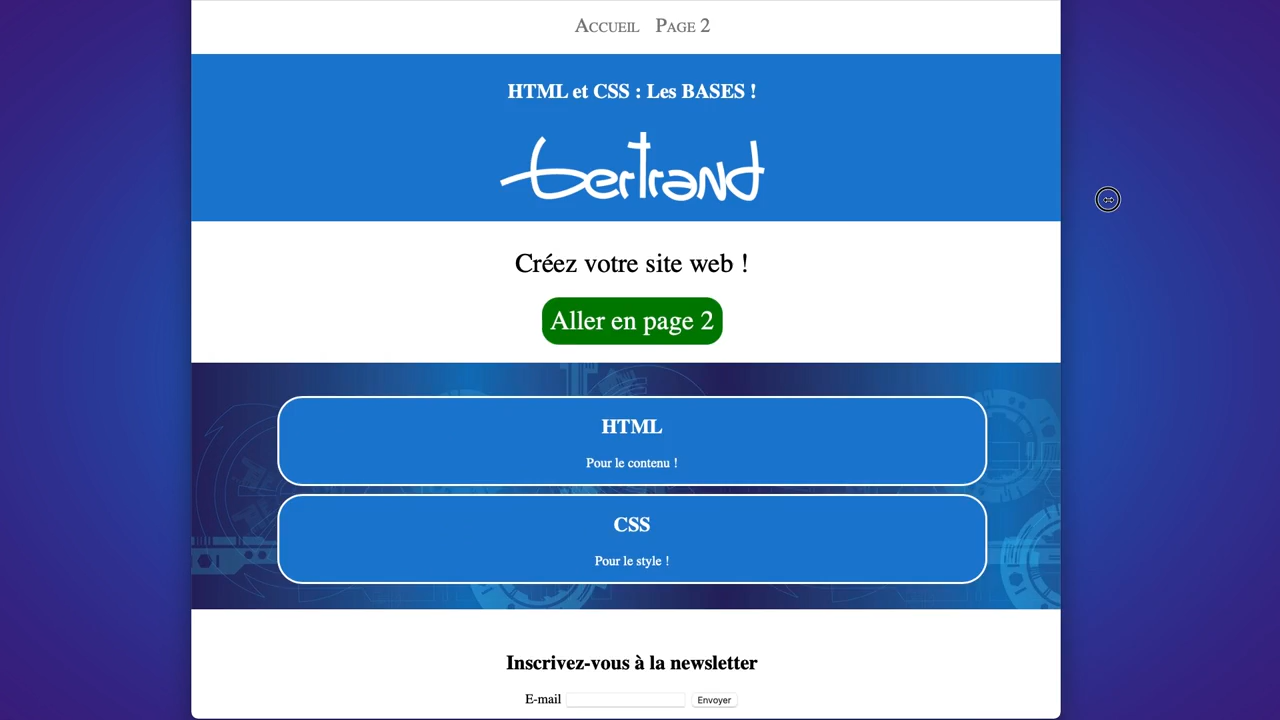 Accueil Page 2
HTML et CSS : Les BASES !
bertrand
Créez votre site web !
Aller en page 2
HTML
Pour le contenu !
CSS
Pour le style !
Inscrivez-vous à la newsletter
E-mail Envoyer